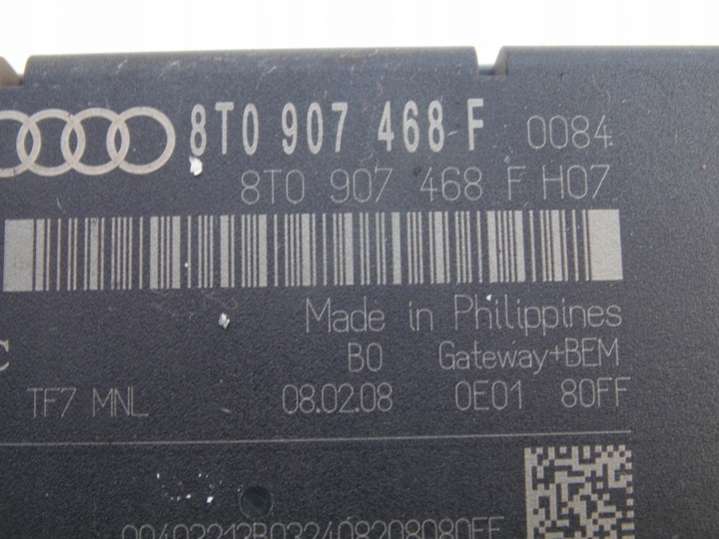 8T0 907 468 F 0084
8T0 907 468 F H07
Made in Philippines
B0 Gateway+BEM
TF7 MNL 08.02.08 0E01 80FF